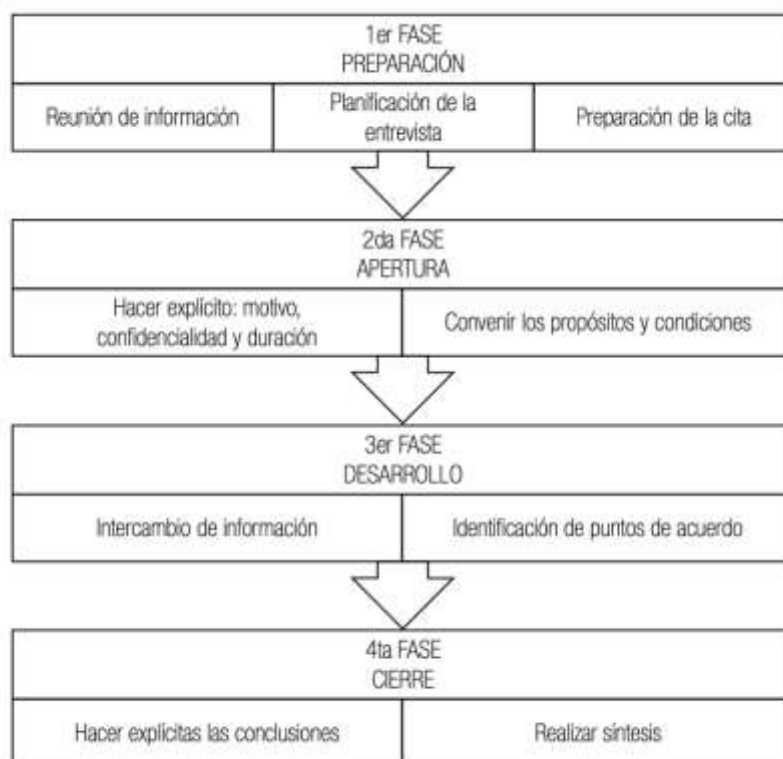 1er FASE
PREPARACIÓN
Reunión de información
Planificación de la
entrevista
Preparación de la cita
2da FASE
APERTURA
Hacer explícito: motivo,
confidencialidad y duración
Convenir los propósitos y condiciones
3er FASE
DESARROLLO
Intercambio de información
Identificación de puntos de acuerdo
4ta FASE
CIERRE
Hacer explícitas las conclusiones
Realizar síntesis